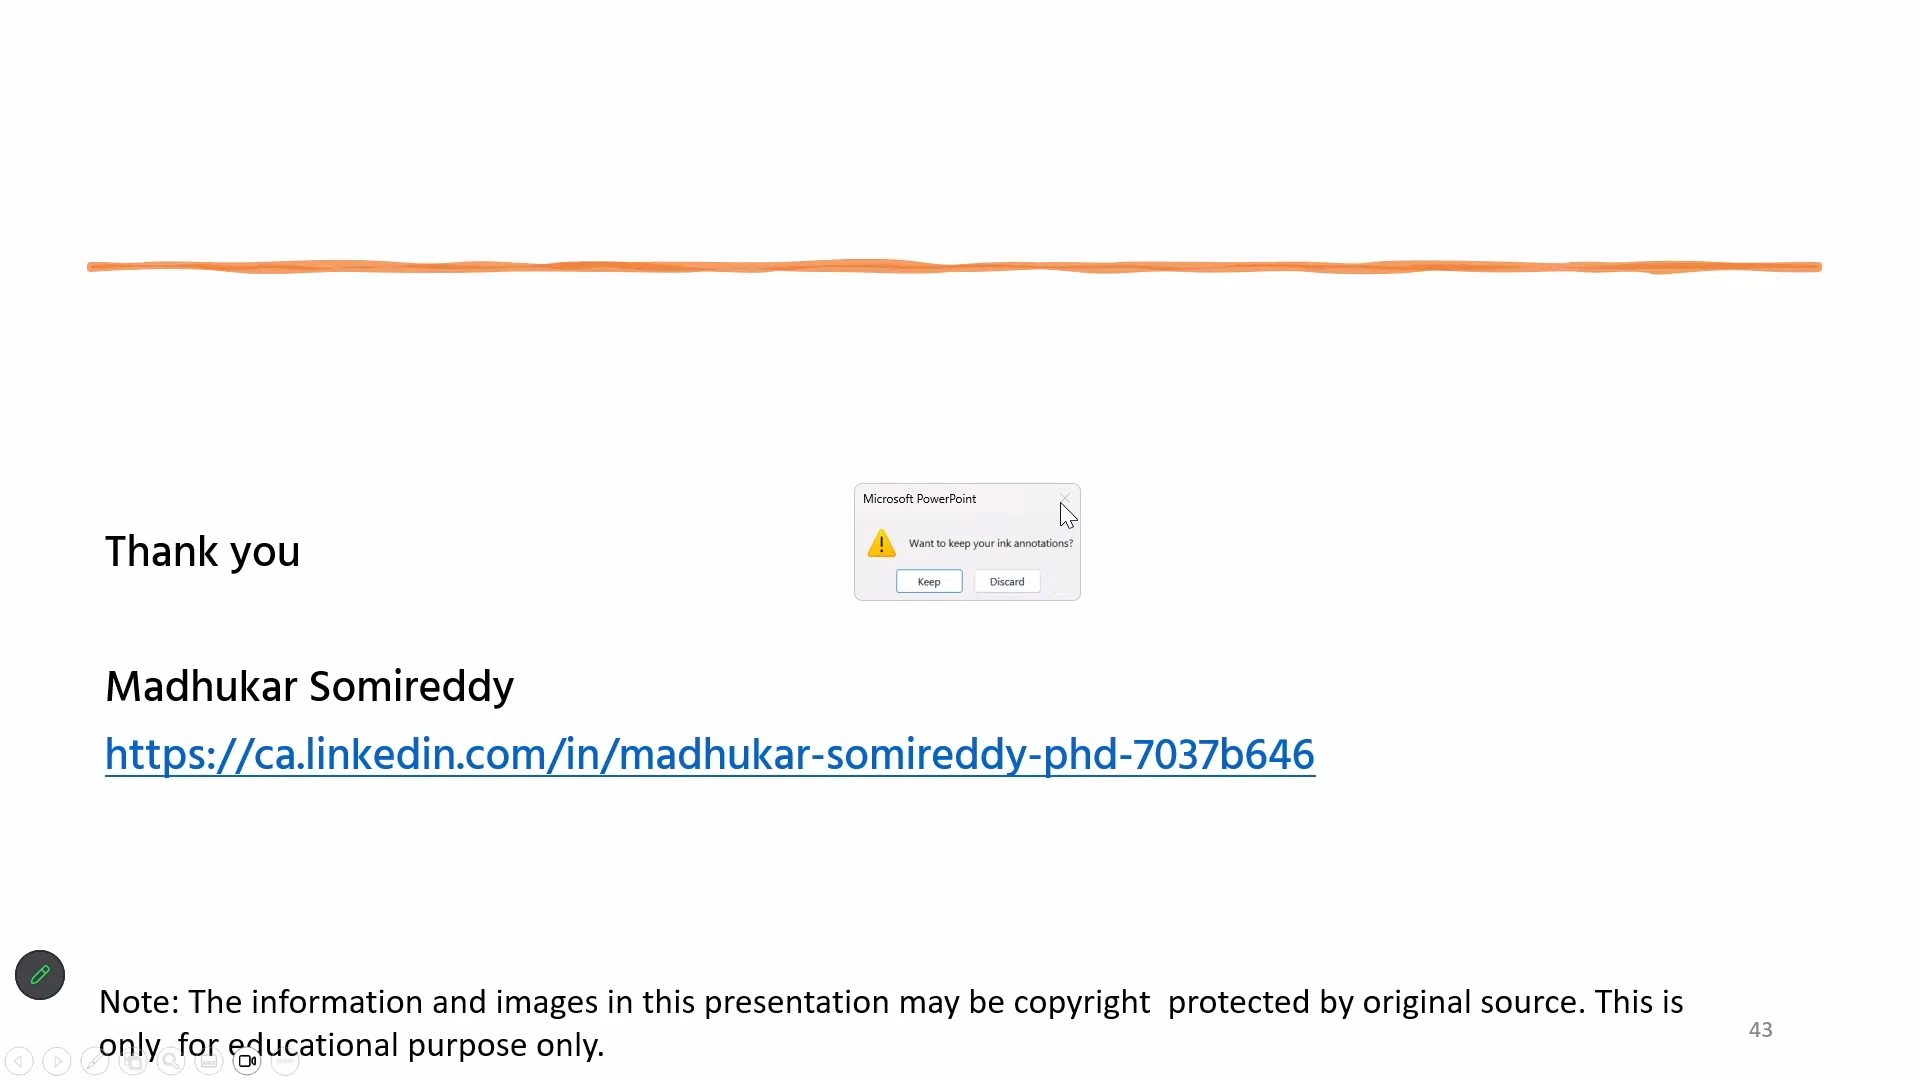 Microsoft PowerPoint
Want to keep your ink annotations?
Keep Discard
Thank you
Madhukar Somireddy
https://ca.linkedin.com/in/madhukar-somireddy-phd-7037b646
Note: The information and images in this presentation may be copyright  protected by original source. This is
only  for educational purpose only.
43